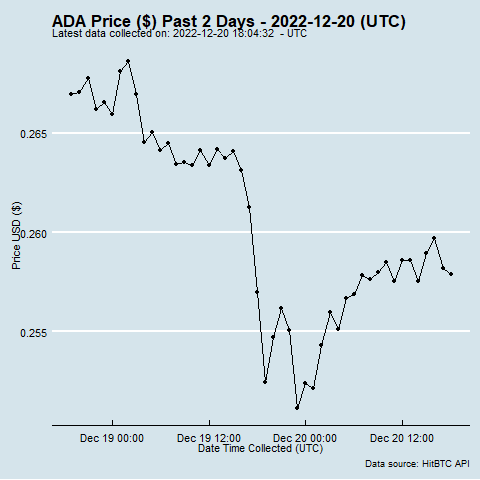 ADA Price ($) Past 2 Days - 2022-12-20 (UTC)
Latest data collected on: 2022-12-20 18:04:32  - UTC
0.265
0.260
0.255
Price USD ($)
Dec 19 00:00 Dec 19 12:00 Dec 20 00:00 Dec 20 12:00
Date Time Collected (UTC)
Data source: HitBTC API